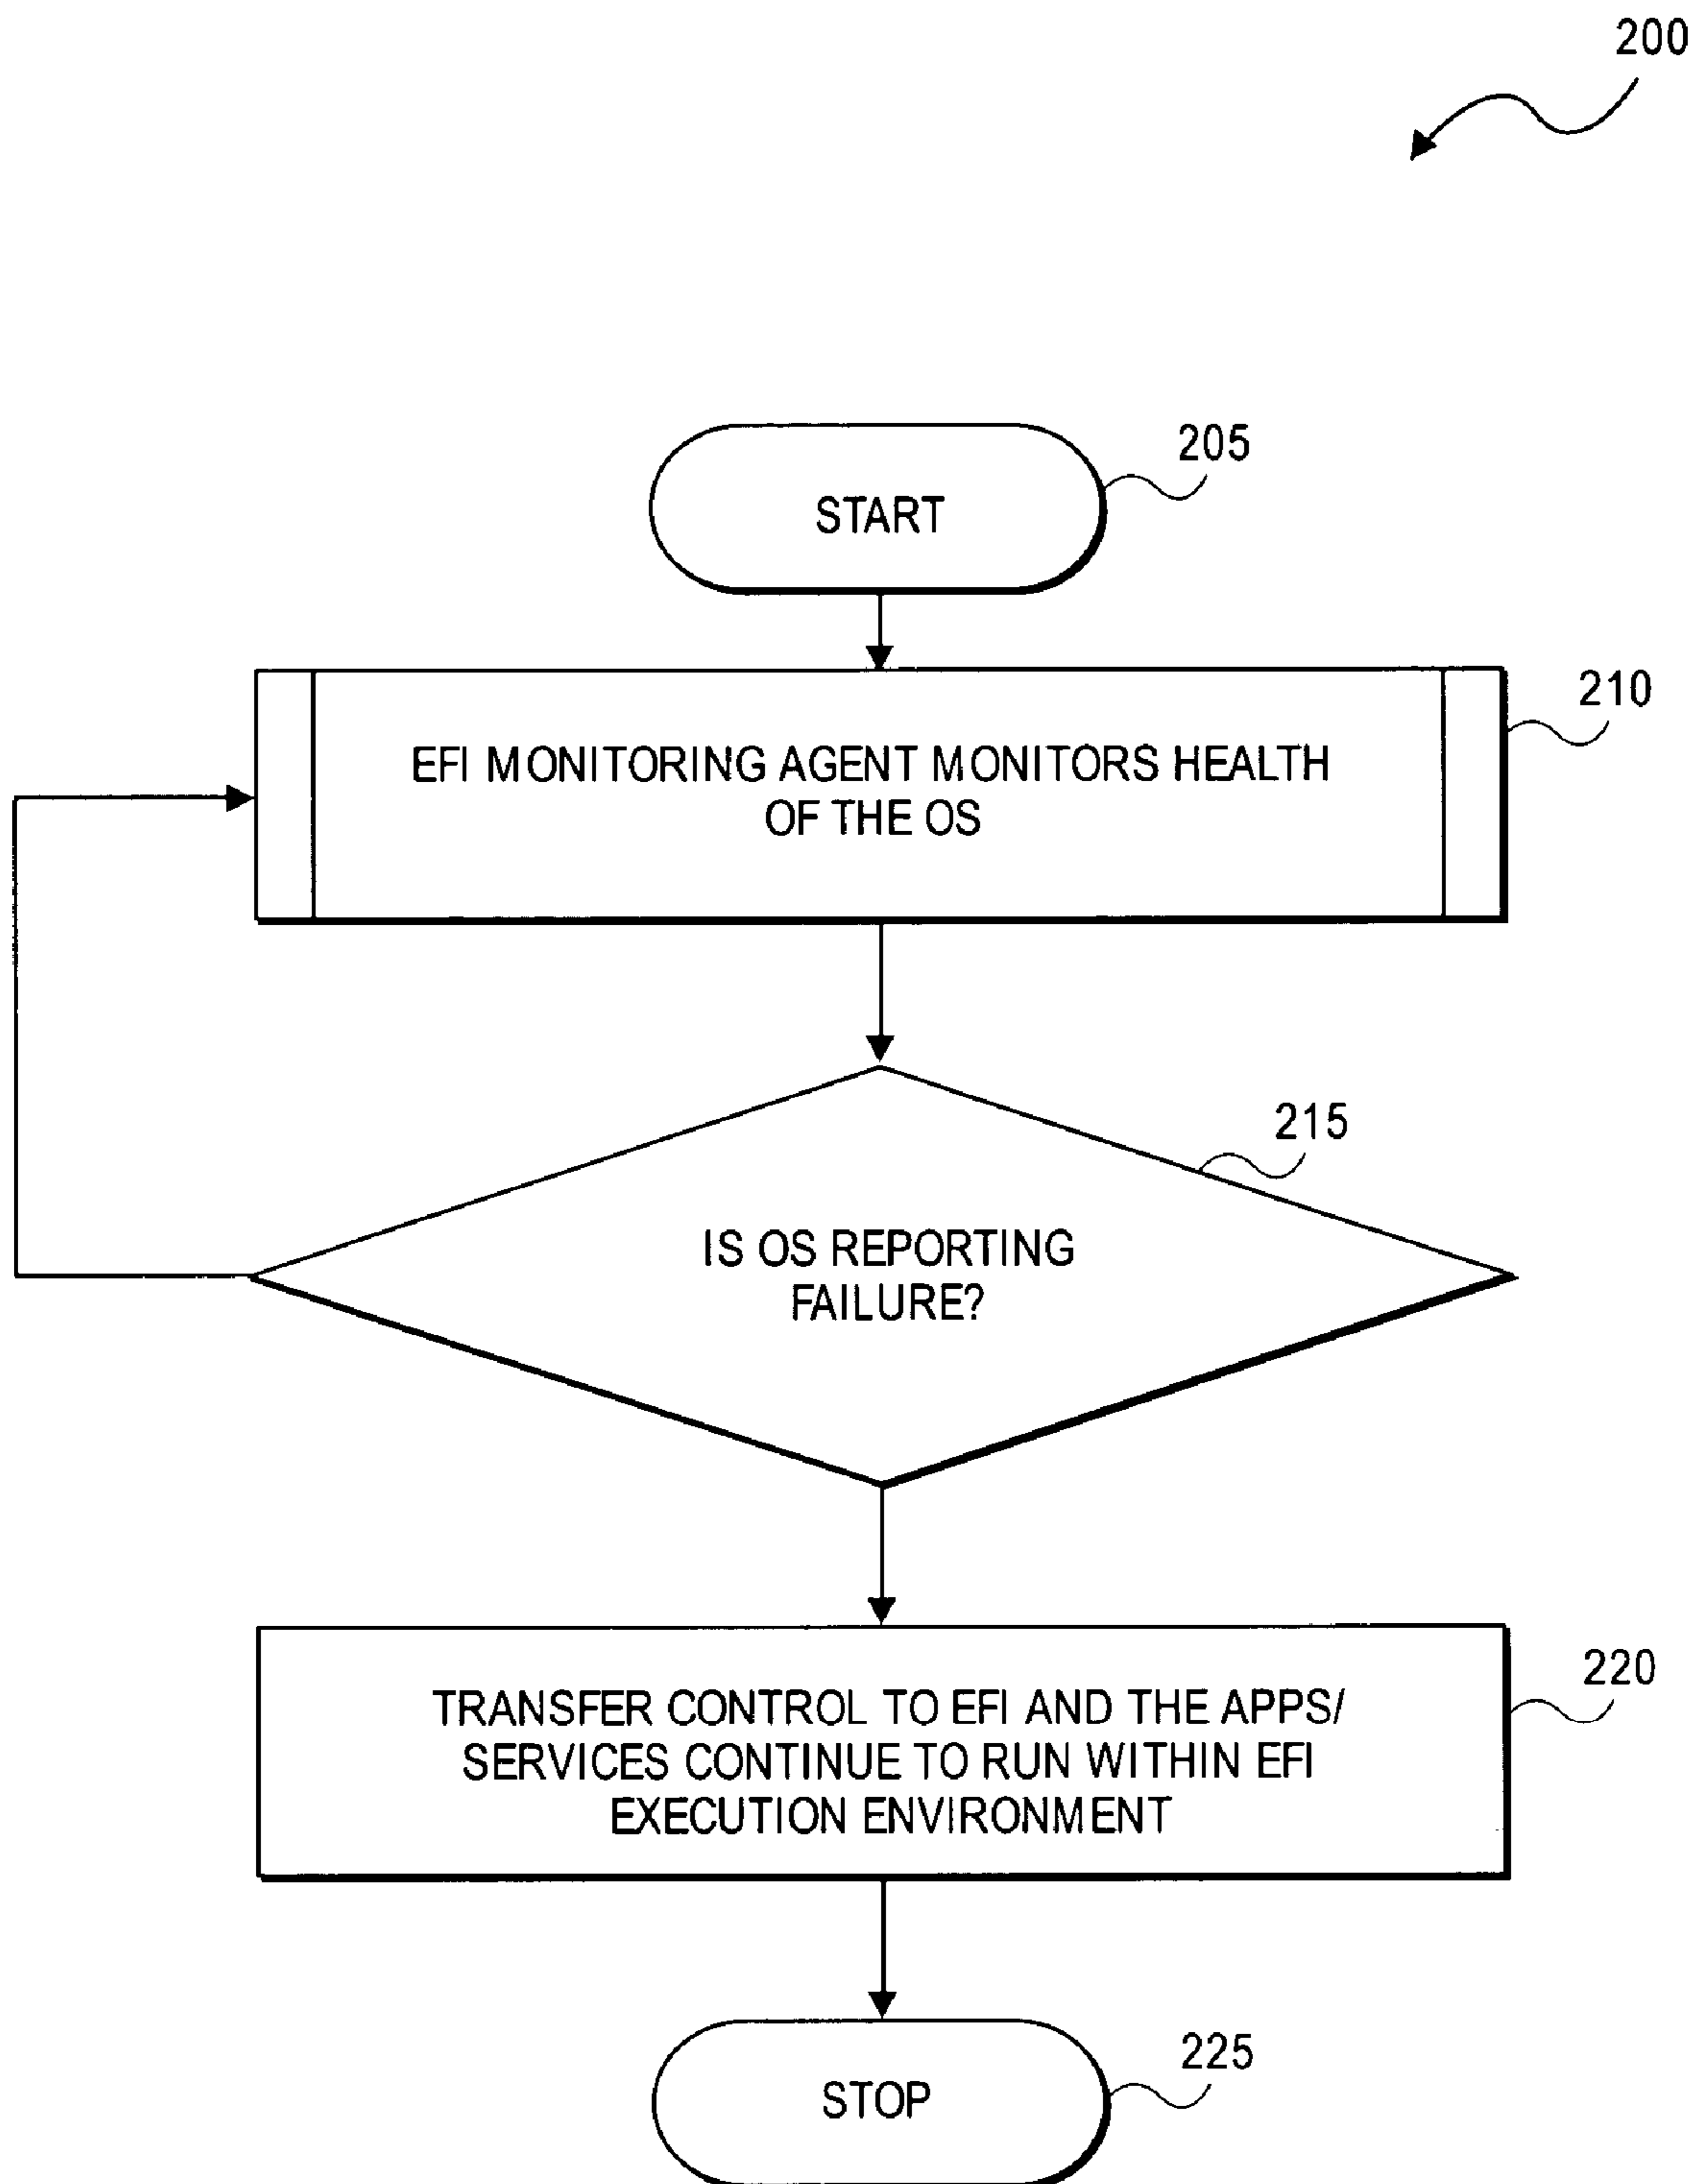 200
205
START
210
EFI MONITORING AGENT MONITORS HEALTH
OF THE OS
215
IS OS REPORTING
FAILURE?
220
TRANSFER CONTROL TO EFI AND THE APPS/
SERVICES CONTINUE TO RUN WITHIN EFI
EXECUTION ENVIRONMENT
225
STOP